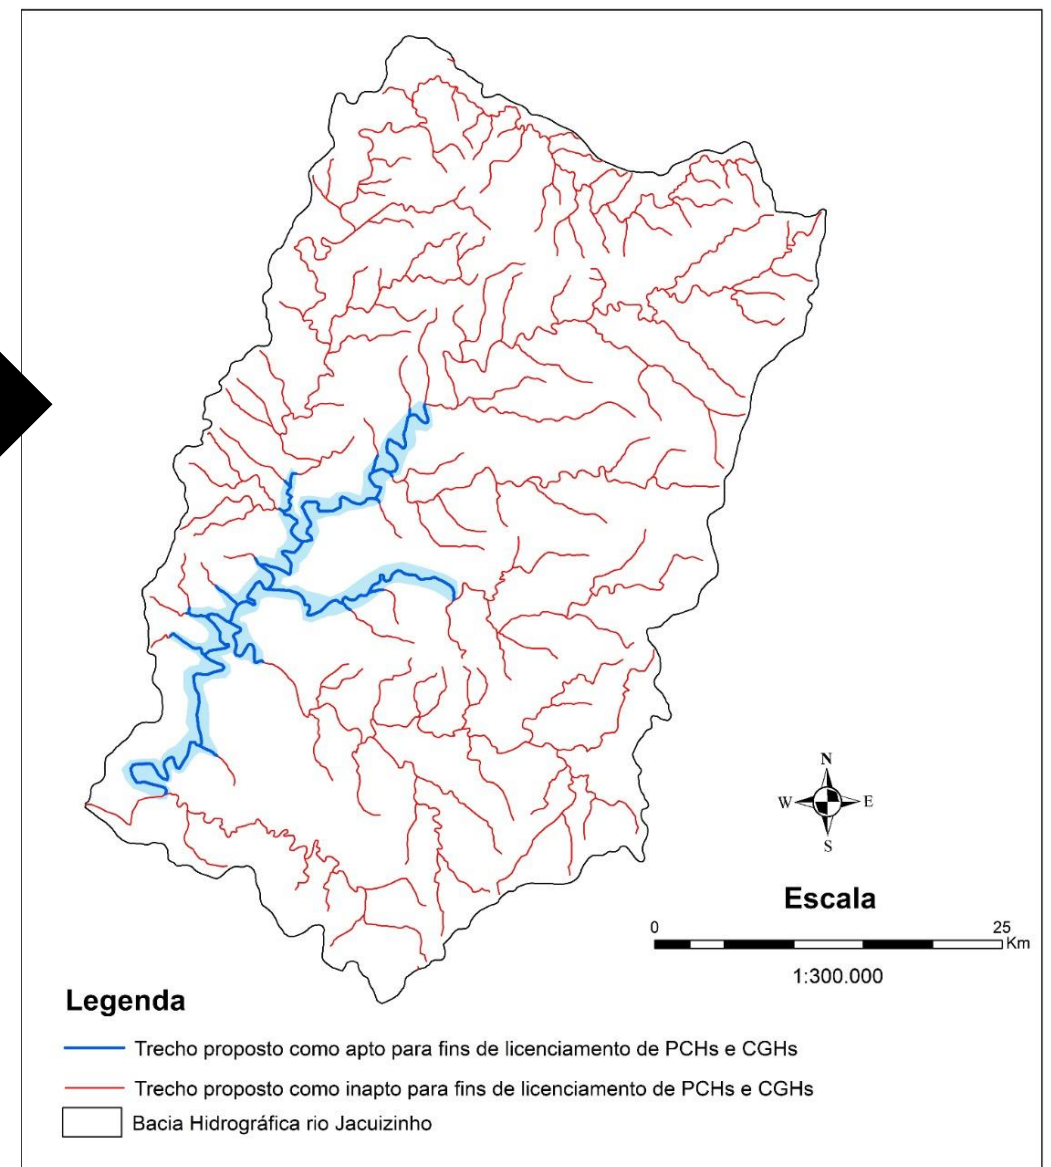 N
W E
S
Escala
0 25
Km
1:300.000
Legenda
Trecho proposto como apto para fins de licenciamento de PCHs e CGHs
Trecho proposto como inapto para fins de licenciamento de PCHs e CGHs
Bacia Hidrográfica rio Jacuizinho